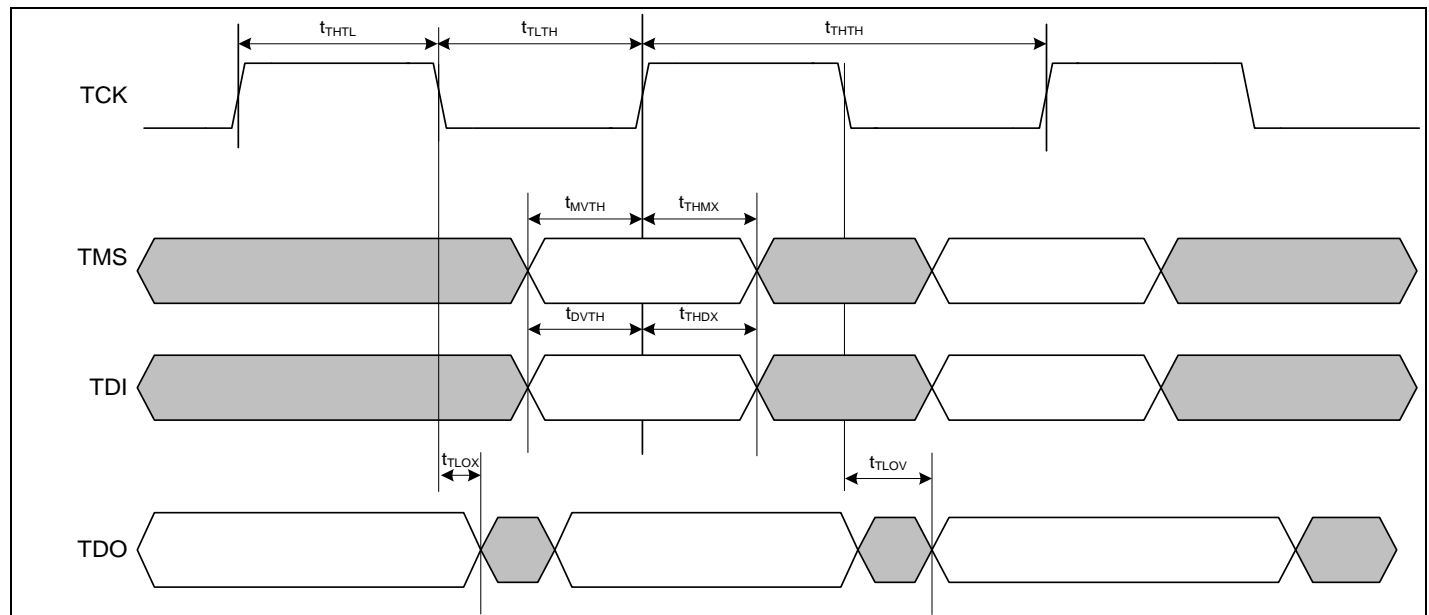 tTHTL tTLTH tTHTH
TCK
tMVTH tTHMX
TMS
tDVTH tTHDX
TDI
tTLOX tTLOV
TDO